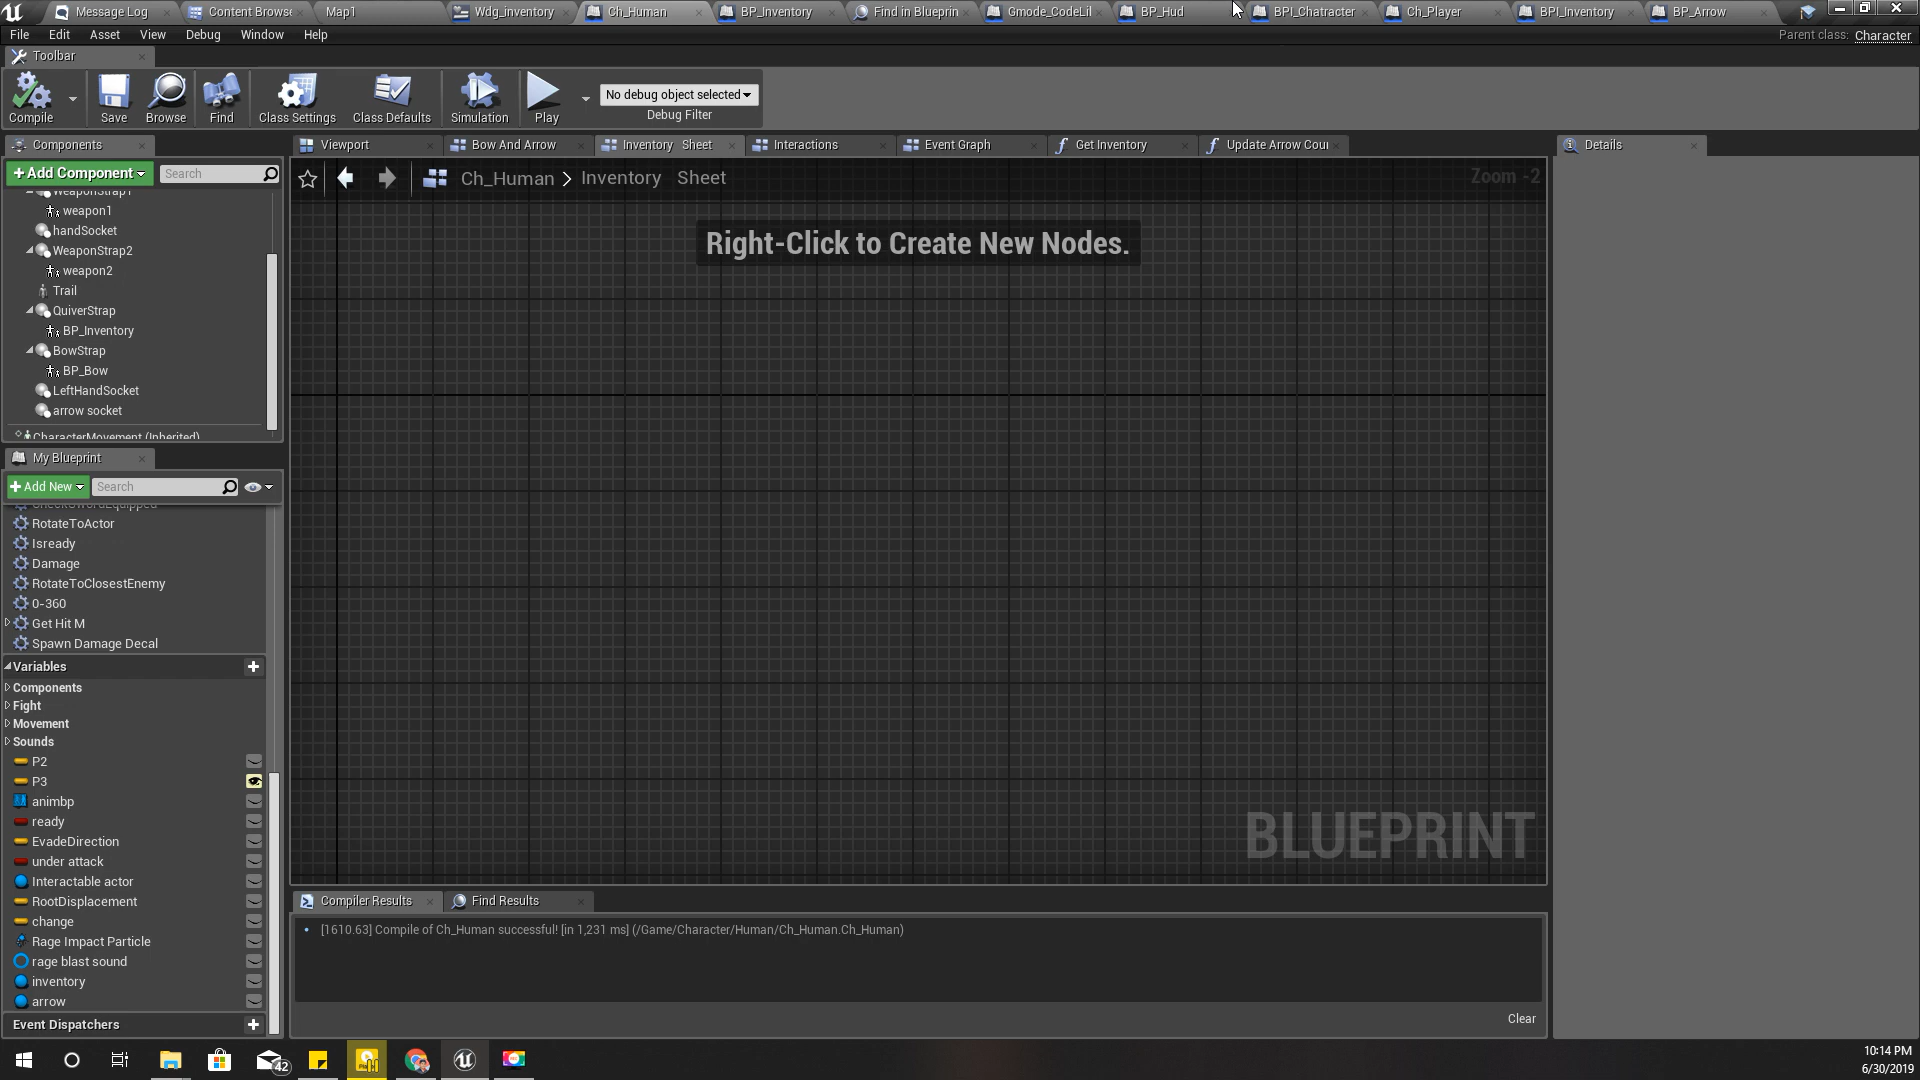 Message Log
Content Browse
Map1
Wdg_inventory
Ch_Human
BP_Inventory
Find in Blueprin
Gmode_CodeLil
BP_Hud
BPI_Chatracter
Ch_Player
BPI_Inventory
BP_Arrow
File Edit Asset View Debug Window Help
Parent class: Character
Toolbar
Compile
Save
Browse
Find
Class Settings
Class Defaults
Simulation
Play
No debug object selected
Debug Filter
Components
+ Add Component
Search
WeaponStrap1
weapon1
handSocket
WeaponStrap2
weapon2
Trail
QuiverStrap
BP_Inventory
BowStrap
BP_Bow
LeftHandSocket
arrow socket
CharacterMovement (Inherited)
My Blueprint
+ Add New
Search
CheckSwordEquipped
RotateToActor
Isready
Damage
RotateToClosestEnemy
0-360
Get Hit M
Spawn Damage Decal
Variables
Components
Fight
Movement
Sounds
P2
P3
animbp
ready
EvadeDirection
under attack
Interactable actor
RootDisplacement
change
Rage Impact Particle
rage blast sound
inventory
arrow
Event Dispatchers
Viewport
Bow And Arrow
Inventory Sheet
Interactions
Event Graph
Get Inventory
Update Arrow Cou
Ch_Human > Inventory Sheet
Zoom -2
Right-Click to Create New Nodes.
BLUEPRINT
Compiler Results
Find Results
[1610.63] Compile of Ch_Human successful! [in 1,231 ms] (/Game/Character/Human/Ch_Human.Ch_Human)
Clear
Details
42
10:14 PM
6/30/2019